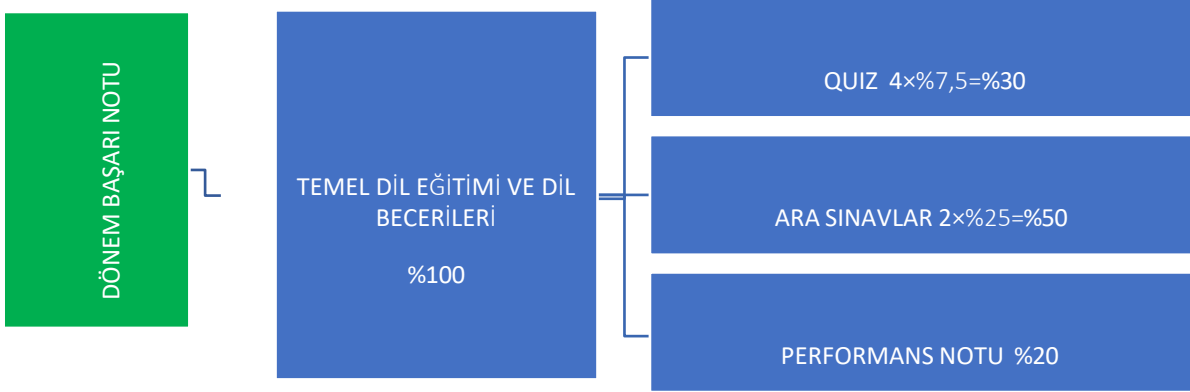 DÖNEM BAŞARI NOTU
TEMEL DİL EĞİTİMİ VE DİL
BECERİLERİ
%100
QUIZ 4×%7,5=%30
ARA SINAVLAR 2×%25=%50
PERFORMANS NOTU %20